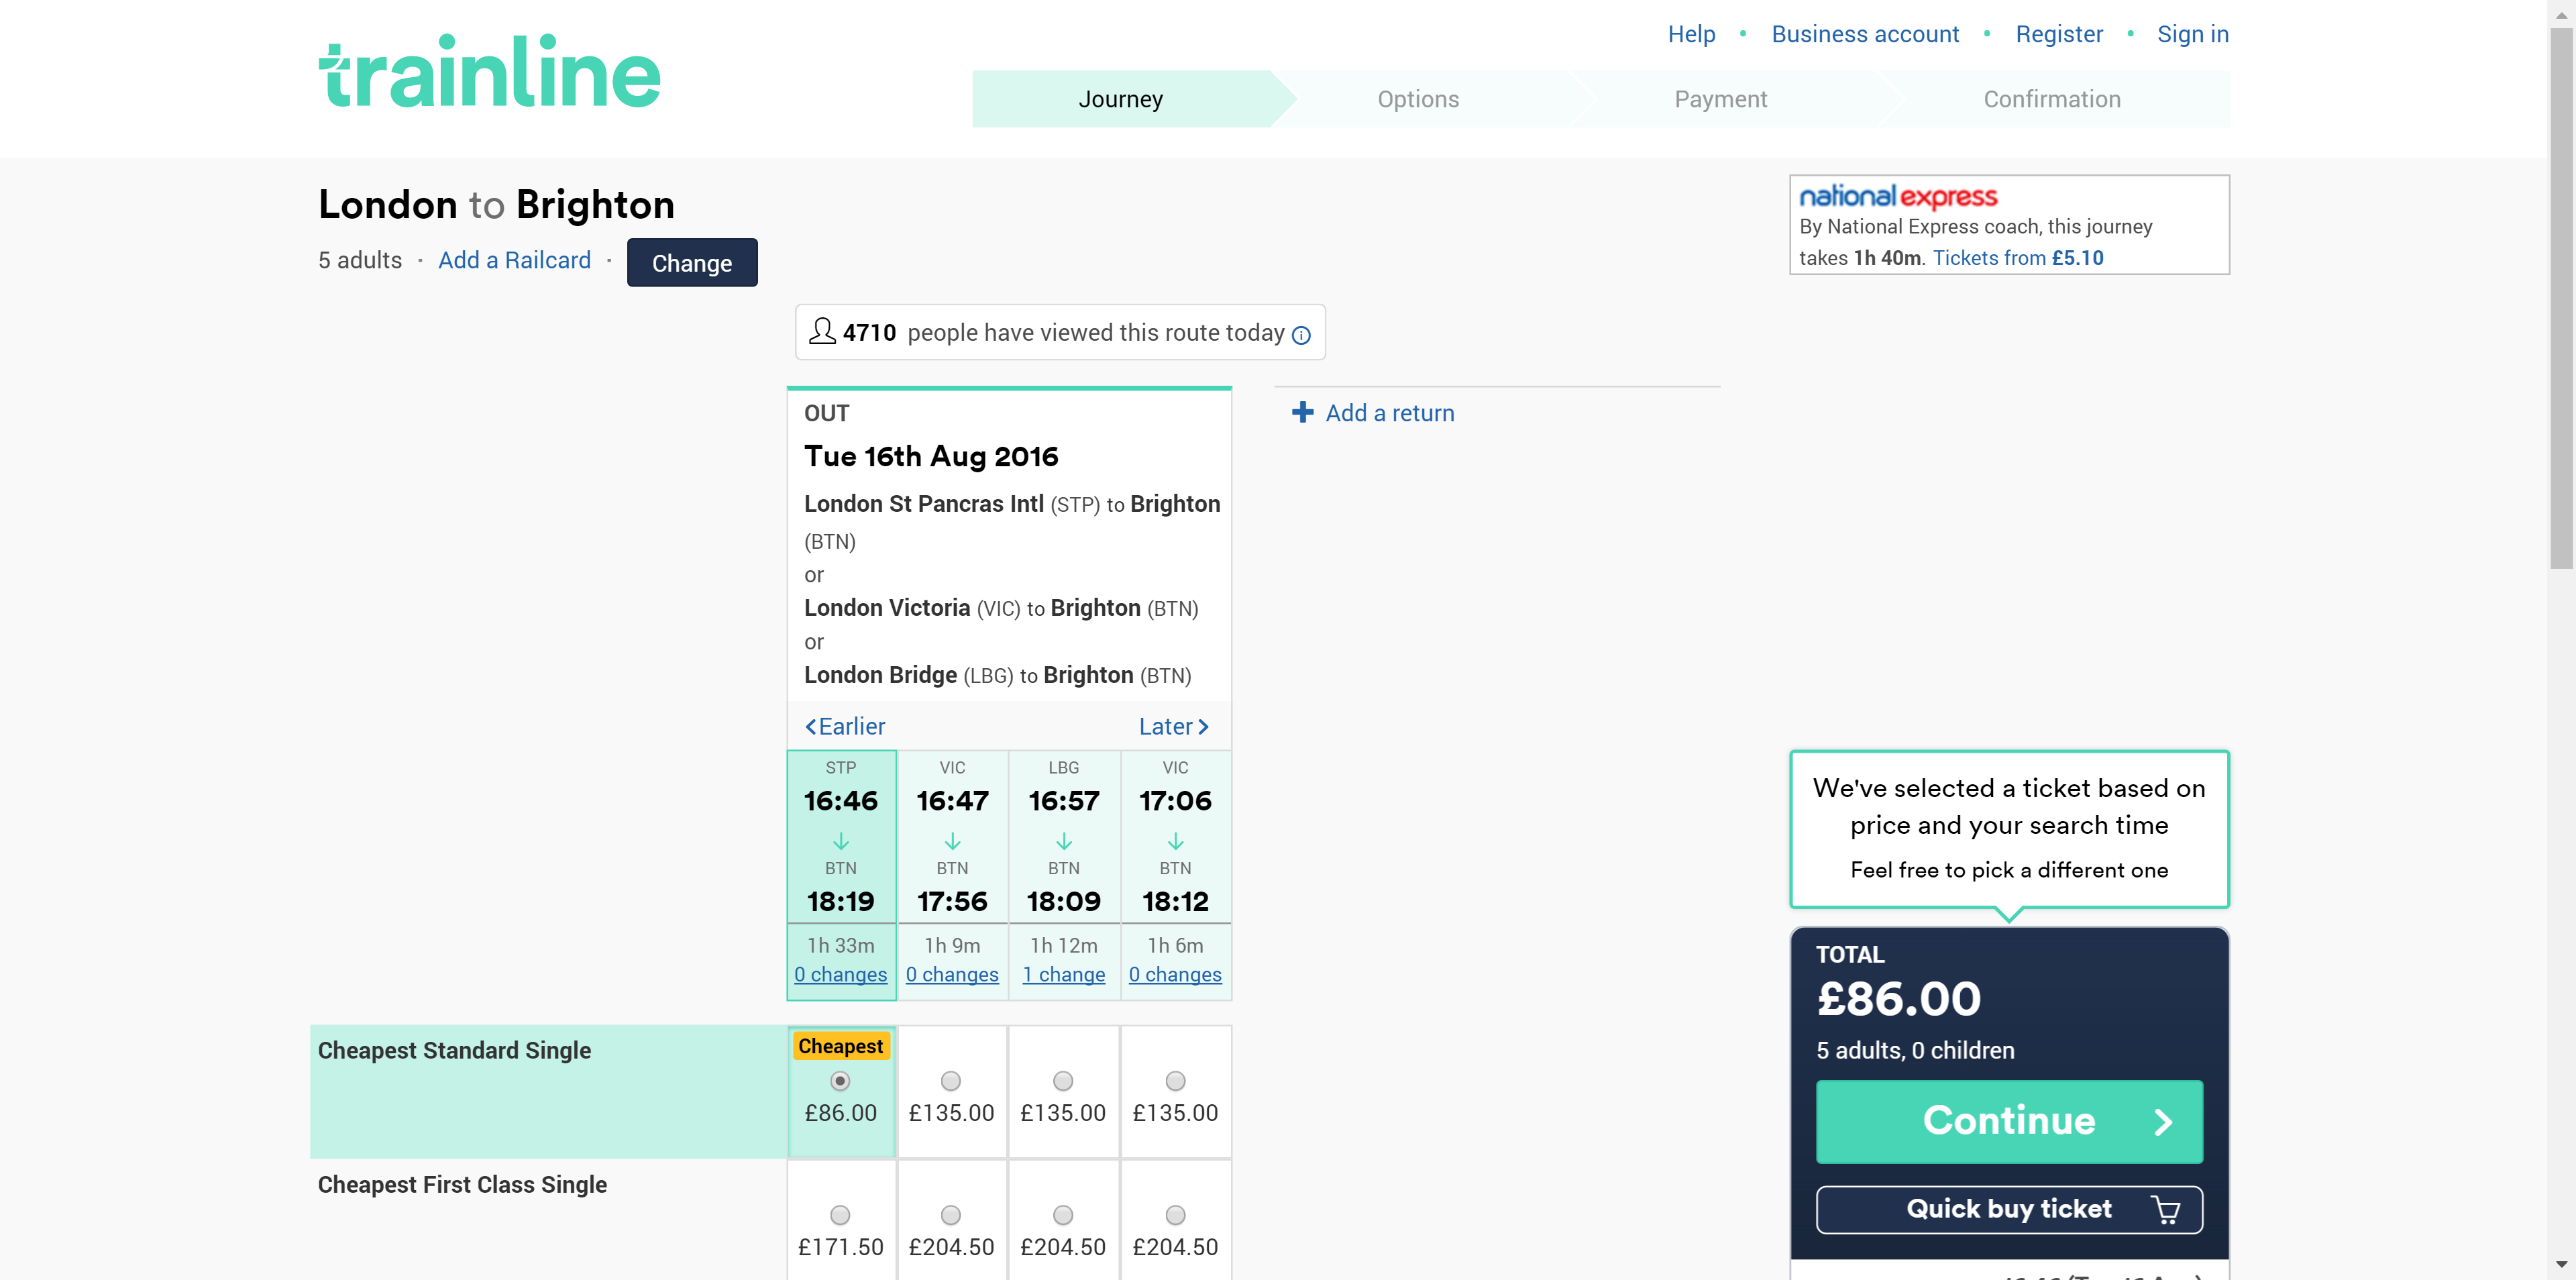 trainline
Help • Business account • Register • Sign in
Journey
Options
Payment
Confirmation
London to Brighton
5 adults · Add a Railcard · Change
national express
By National Express coach, this journey
takes 1h 40m. Tickets from £5.10
4710 people have viewed this route today
OUT
Tue 16th Aug 2016
London St Pancras Intl (STP) to Brighton
(BTN)
or
London Victoria (VIC) to Brighton (BTN)
or
London Bridge (LBG) to Brighton (BTN)
Add a return
Earlier Later
STP VIC LBG VIC
16:46 16:47 16:57 17:06
BTN BTN BTN BTN
18:19 17:56 18:09 18:12
1h 33m 1h 9m 1h 12m 1h 6m
0 changes 0 changes 1 change 0 changes
Cheapest Standard Single
Cheapest
£86.00 £135.00 £135.00 £135.00
Cheapest First Class Single
£171.50 £204.50 £204.50 £204.50
We've selected a ticket based on
price and your search time
Feel free to pick a different one
TOTAL
£86.00
5 adults, 0 children
Continue
Quick buy ticket